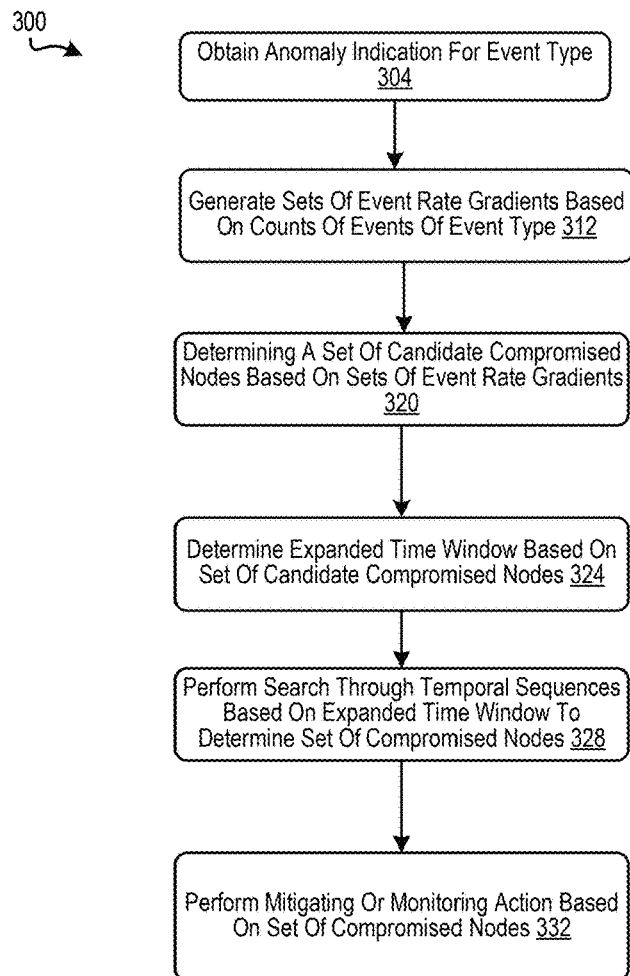 300
Obtain Anomaly Indication For Event Type
304
Generate Sets Of Event Rate Gradients Based
On Counts Of Events Of Event Type 312
Determining A Set Of Candidate Compromised
Nodes Based On Sets Of Event Rate Gradients
320
Determine Expanded Time Window Based On
Set Of Candidate Compromised Nodes 324
Perform Search Through Temporal Sequences
Based On Expanded Time Window To
Determine Set Of Compromised Nodes 328
Perform Mitigating Or Monitoring Action Based
On Set Of Compromised Nodes 332